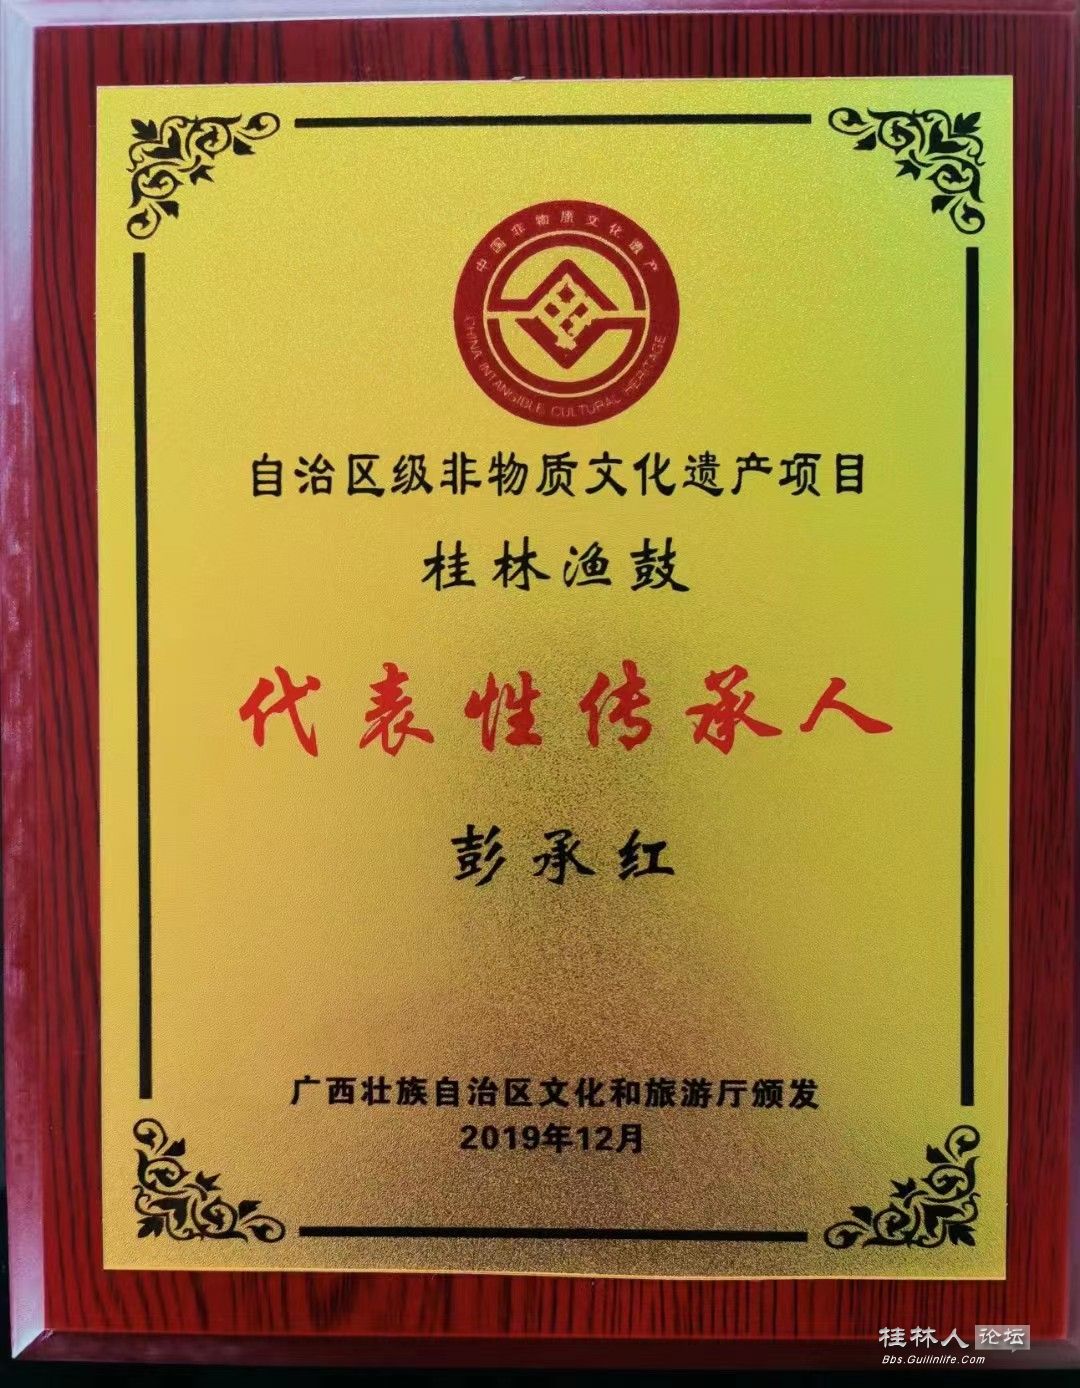 中国非物质文化遗产
CHINA INTANGIBLE CULTURAL HERITAGE
自治区级非物质文化遗产项目
桂林渔鼓
代表性传承人
彭承红
广西壮族自治区文化和旅游厅颁发
2019年12月
桂林人论坛
Bbs.Guilinlife.Com